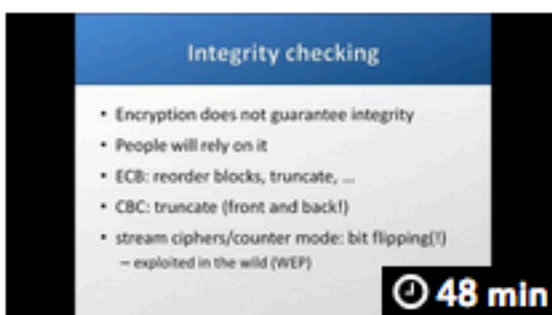 Integrity checking
• Encryption does not guarantee integrity
• People will rely on it
• ECB: reorder blocks, truncate, ...
• CBC: truncate (front and back!)
• stream ciphers/counter mode: bit flipping(!)
– exploited in the wild (WEP)
48 min